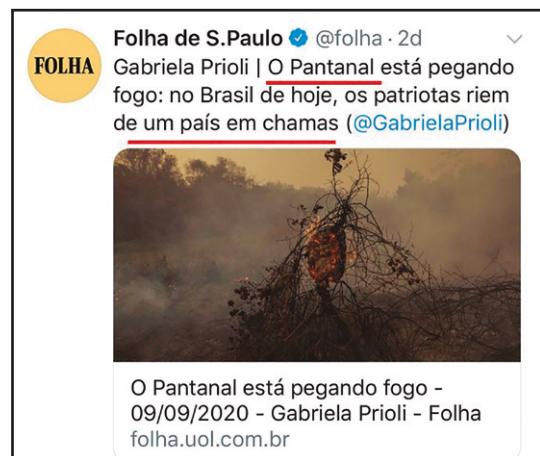 FOLHA
Folha de S.Paulo @folha · 2d
Gabriela Prioli | O Pantanal está pegando
fogo: no Brasil de hoje, os patriotas riem
de um país em chamas (@GabrielaPrioli)
O Pantanal está pegando fogo -
09/09/2020 - Gabriela Prioli - Folha
folha.uol.com.br